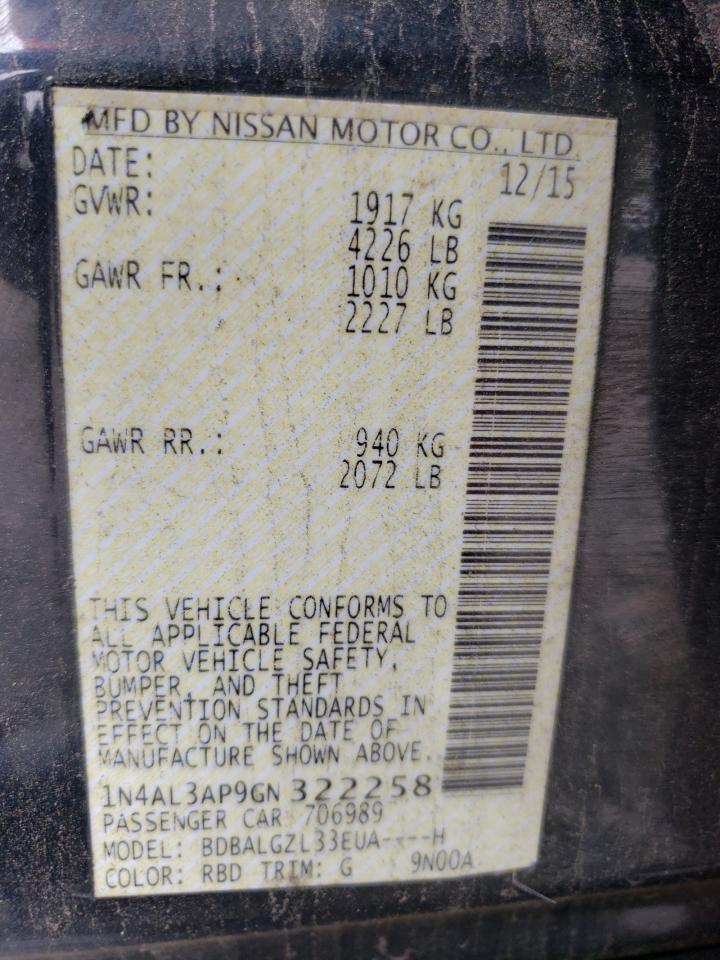 MFD BY NISSAN MOTOR CO., LTD.
DATE: 12/15
GVWR: 1917 KG
4226 LB
GAWR FR.: 1010 KG
2227 LB
GAWR RR.: 940 KG
2072 LB
THIS VEHICLE CONFORMS TO
ALL APPLICABLE FEDERAL
MOTOR VEHICLE SAFETY,
BUMPER, AND THEFT
PREVENTION STANDARDS IN
EFFECT ON THE DATE OF
MANUFACTURE SHOWN ABOVE.
1N4AL3AP9GN322258
PASSENGER CAR 706989
MODEL: BDBALGZL33EUA----H
COLOR: RBD TRIM: G 9N00A